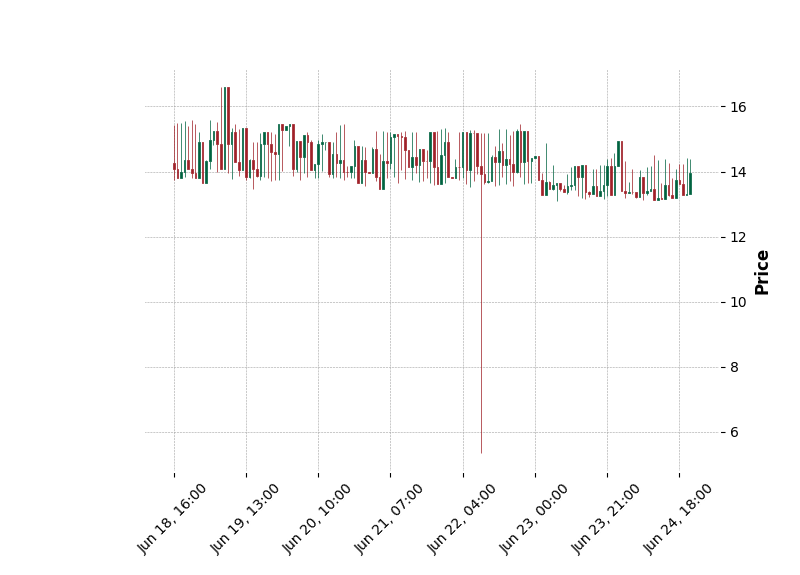 16
14
12
10
8
6
Price
Jun 18, 16:00
Jun 19, 13:00
Jun 20, 10:00
Jun 21, 07:00
Jun 22, 04:00
Jun 23, 00:00
Jun 23, 21:00
Jun 24, 18:00